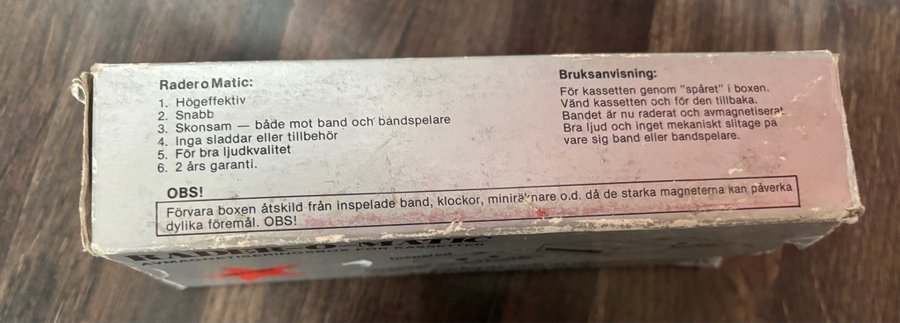 Radero Matic:
1. Högeffektiv
2. Snabb
3. Skonsam — både mot band och bandspelare
4. Inga sladdar eller tillbehör
5. För bra ljudkvalitet
6. 2 års garanti.
Bruksanvisning:
För kassetten genom "spåret" i boxen.
Vänd kassetten och för den tillbaka.
Bandet är nu raderat och avmagnetiserat.
Bra ljud och inget mekaniskt slitage på
vare sig band eller bandspelare.
OBS!
Förvara boxen åtskild från inspelade band, klockor, miniräknare o.d. då de starka magneterna kan påverka
dylika föremål. OBS!
RADER-O-MATIC